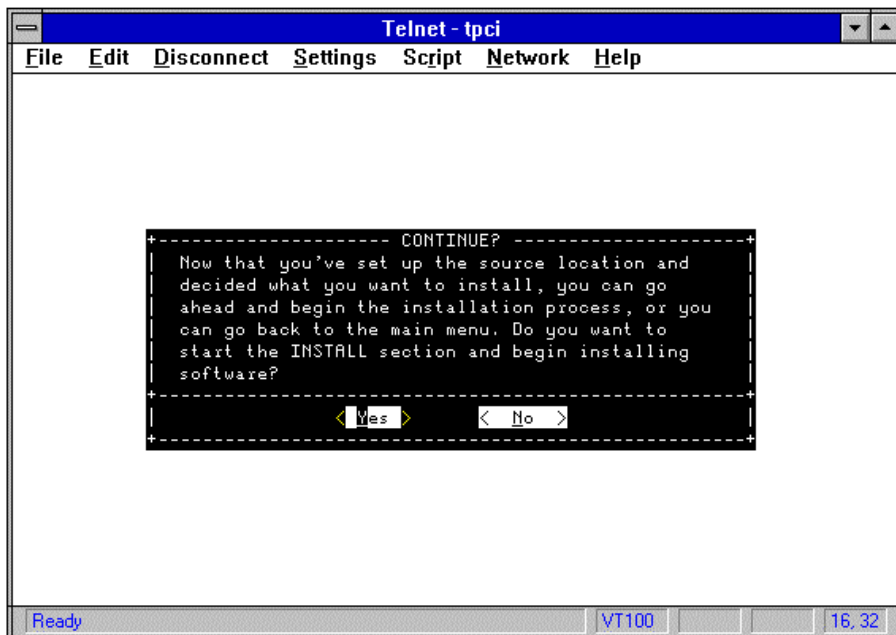 Telnet - tpci
File Edit Disconnect Settings Script Network Help
CONTINUE?
Now that you've set up the source location and
decided what you want to install, you can go
ahead and begin the installation process, or you
can go back to the main menu. Do you want to
start the INSTALL section and begin installing
software?
< Yes > < No >
Ready VT100 16, 32